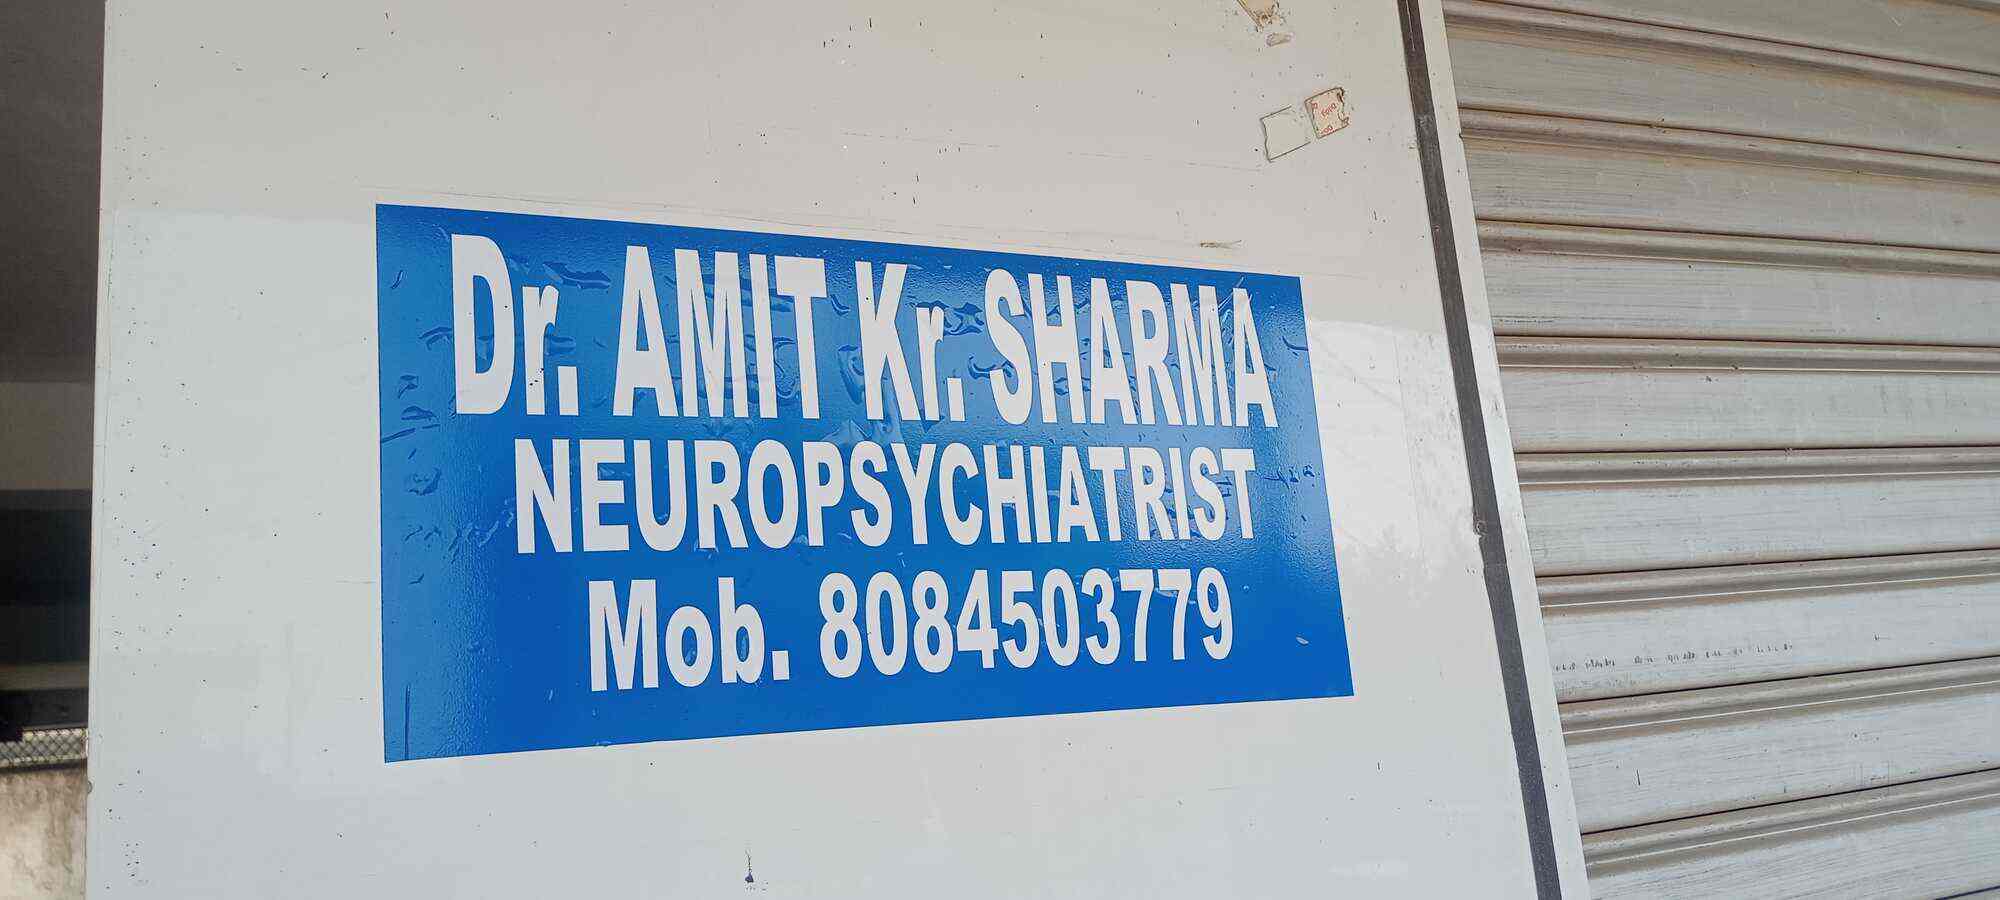 Dr. AMIT Kr. SHARMA
NEUROPSYCHIATRIST
Mob. 8084503779